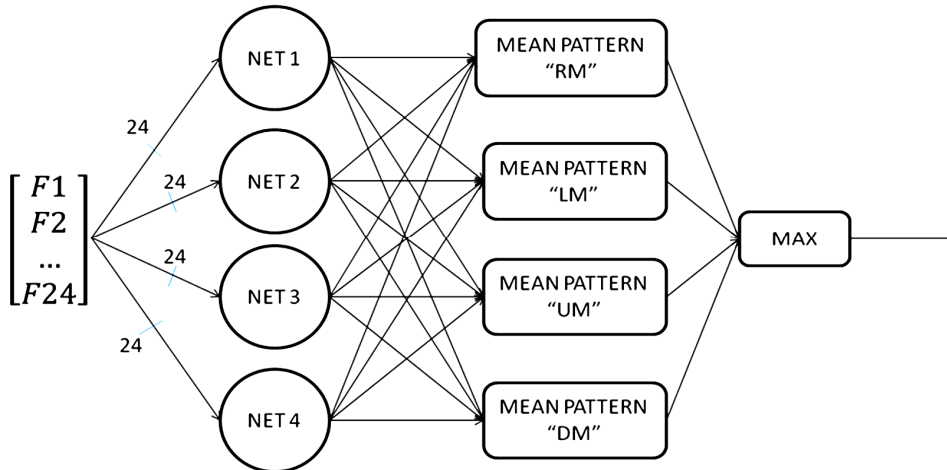 F1
F2
...
F24
24
24
24
24
NET 1
NET 2
NET 3
NET 4
MEAN PATTERN
“RM”
MEAN PATTERN
“LM”
MEAN PATTERN
“UM”
MEAN PATTERN
“DM”
MAX